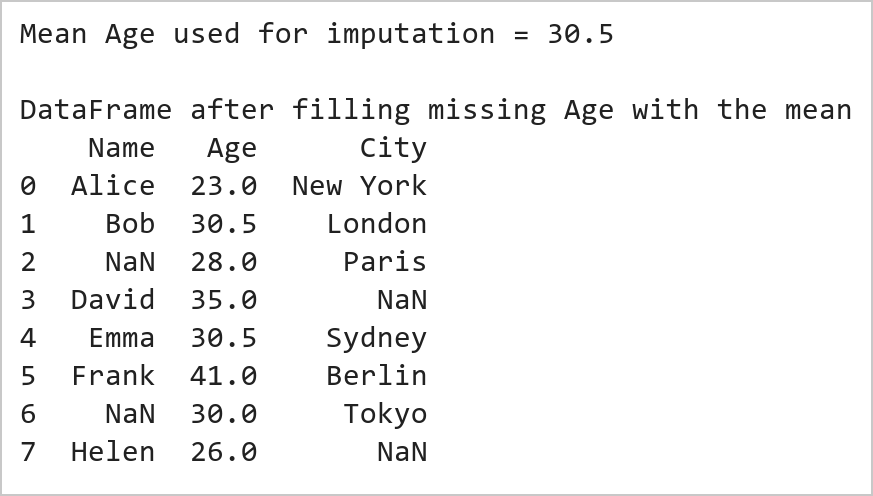 Mean Age used for imputation = 30.5

DataFrame after filling missing Age with the mean
    Name   Age      City
0  Alice  23.0  New York
1    Bob  30.5    London
2    NaN  28.0     Paris
3  David  35.0       NaN
4   Emma  30.5    Sydney
5  Frank  41.0    Berlin
6    NaN  30.0     Tokyo
7  Helen  26.0       NaN